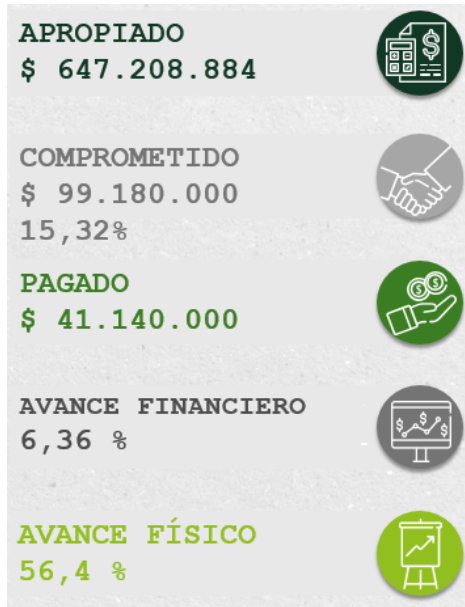 APROPIADO
$ 647.208.884
COMPROMETIDO
$ 99.180.000
15,32%
PAGADO
$ 41.140.000
AVANCE FINANCIERO
6,36 %
AVANCE FÍSICO
56,4 %